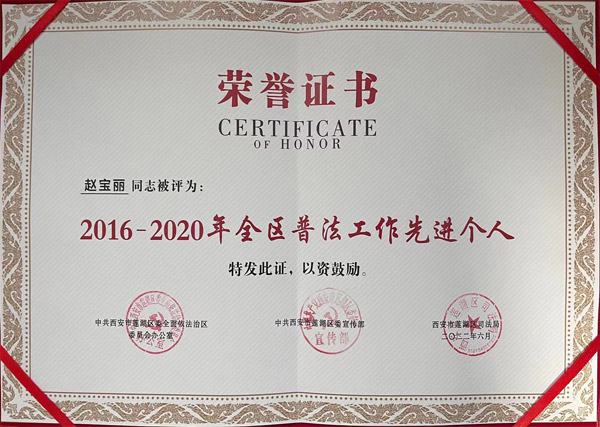 荣誉证书
CERTIFICATE
OF HONOR
赵宝丽 同志被评为：
2016-2020年全区普法工作先进个人
特发此证，以资鼓励。
中共西安市莲湖区委全面依法治区
委员会办公室
中共西安市莲湖区委宣传部
宣传部
西安市莲湖区司法局
二〇二二年六月